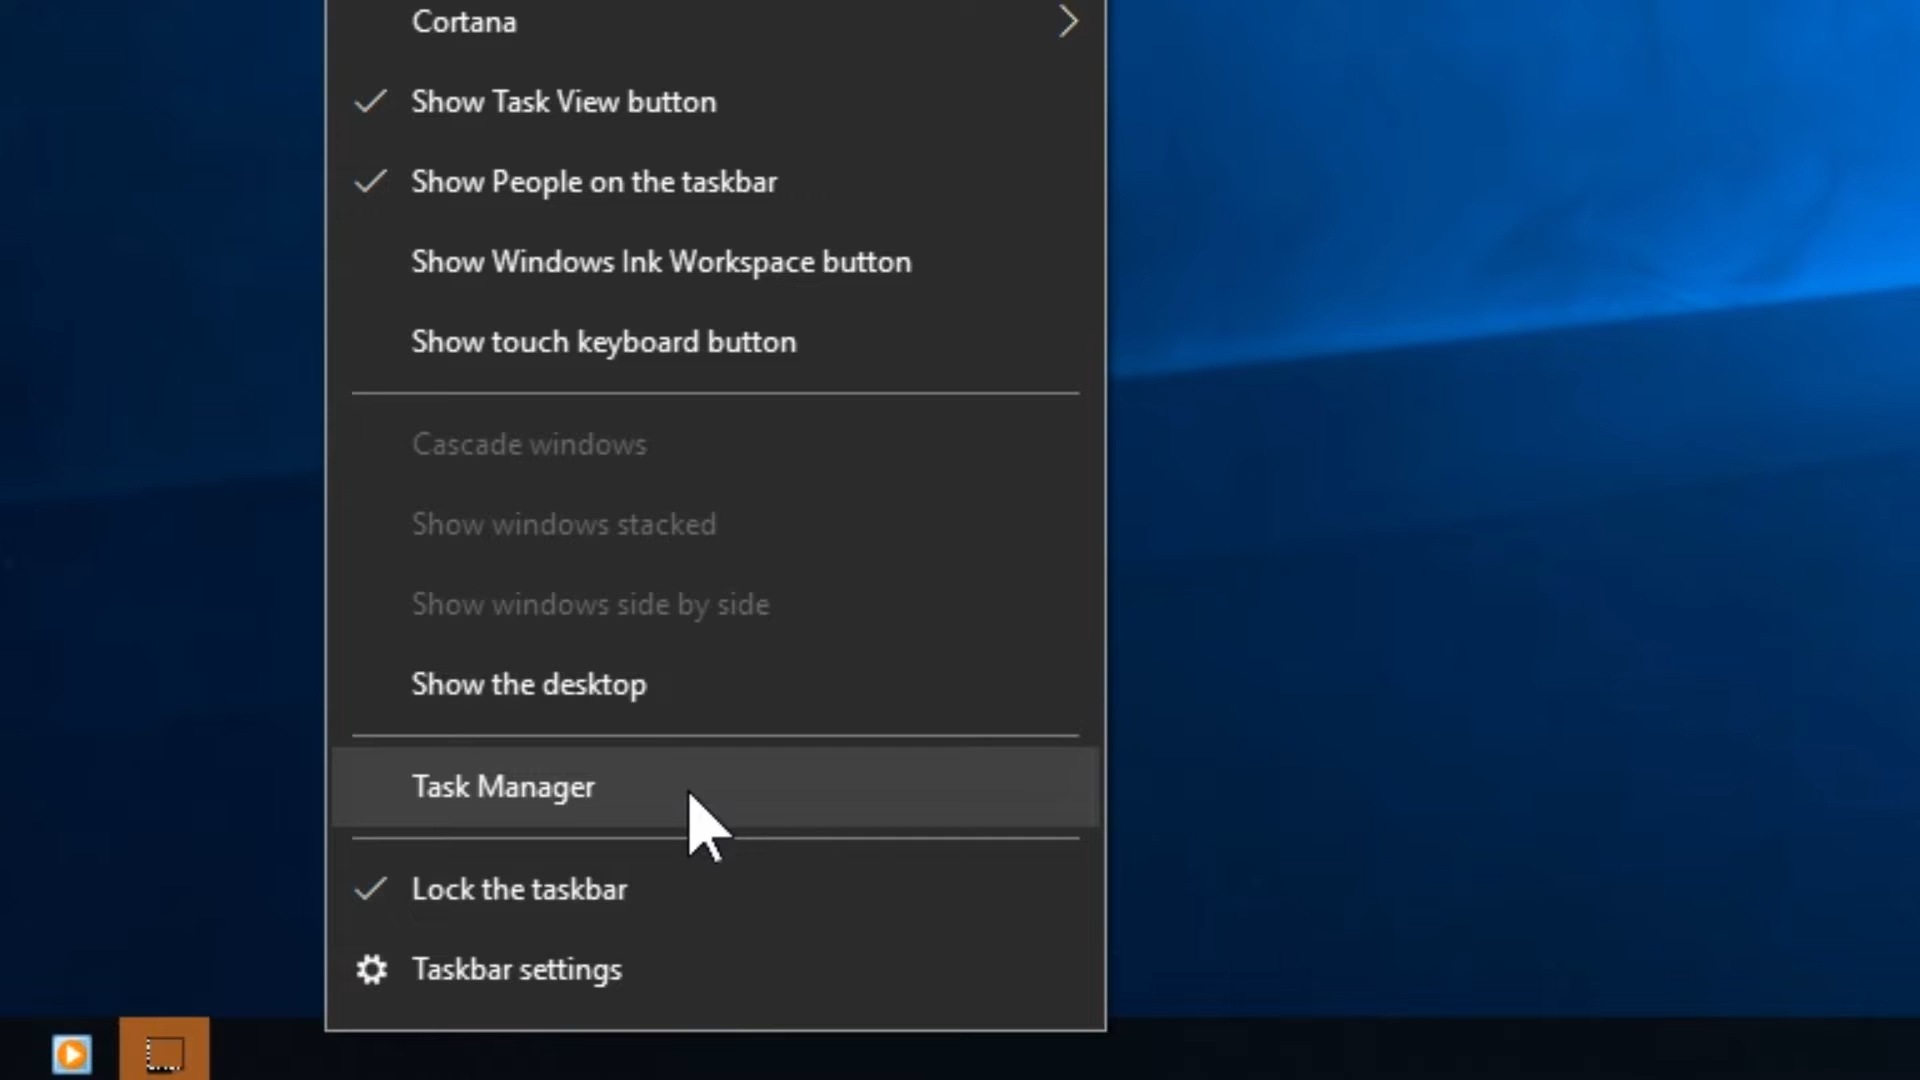 Cortana
Show Task View button
Show People on the taskbar
Show Windows Ink Workspace button
Show touch keyboard button
Cascade windows
Show windows stacked
Show windows side by side
Show the desktop
Task Manager
Lock the taskbar
Taskbar settings